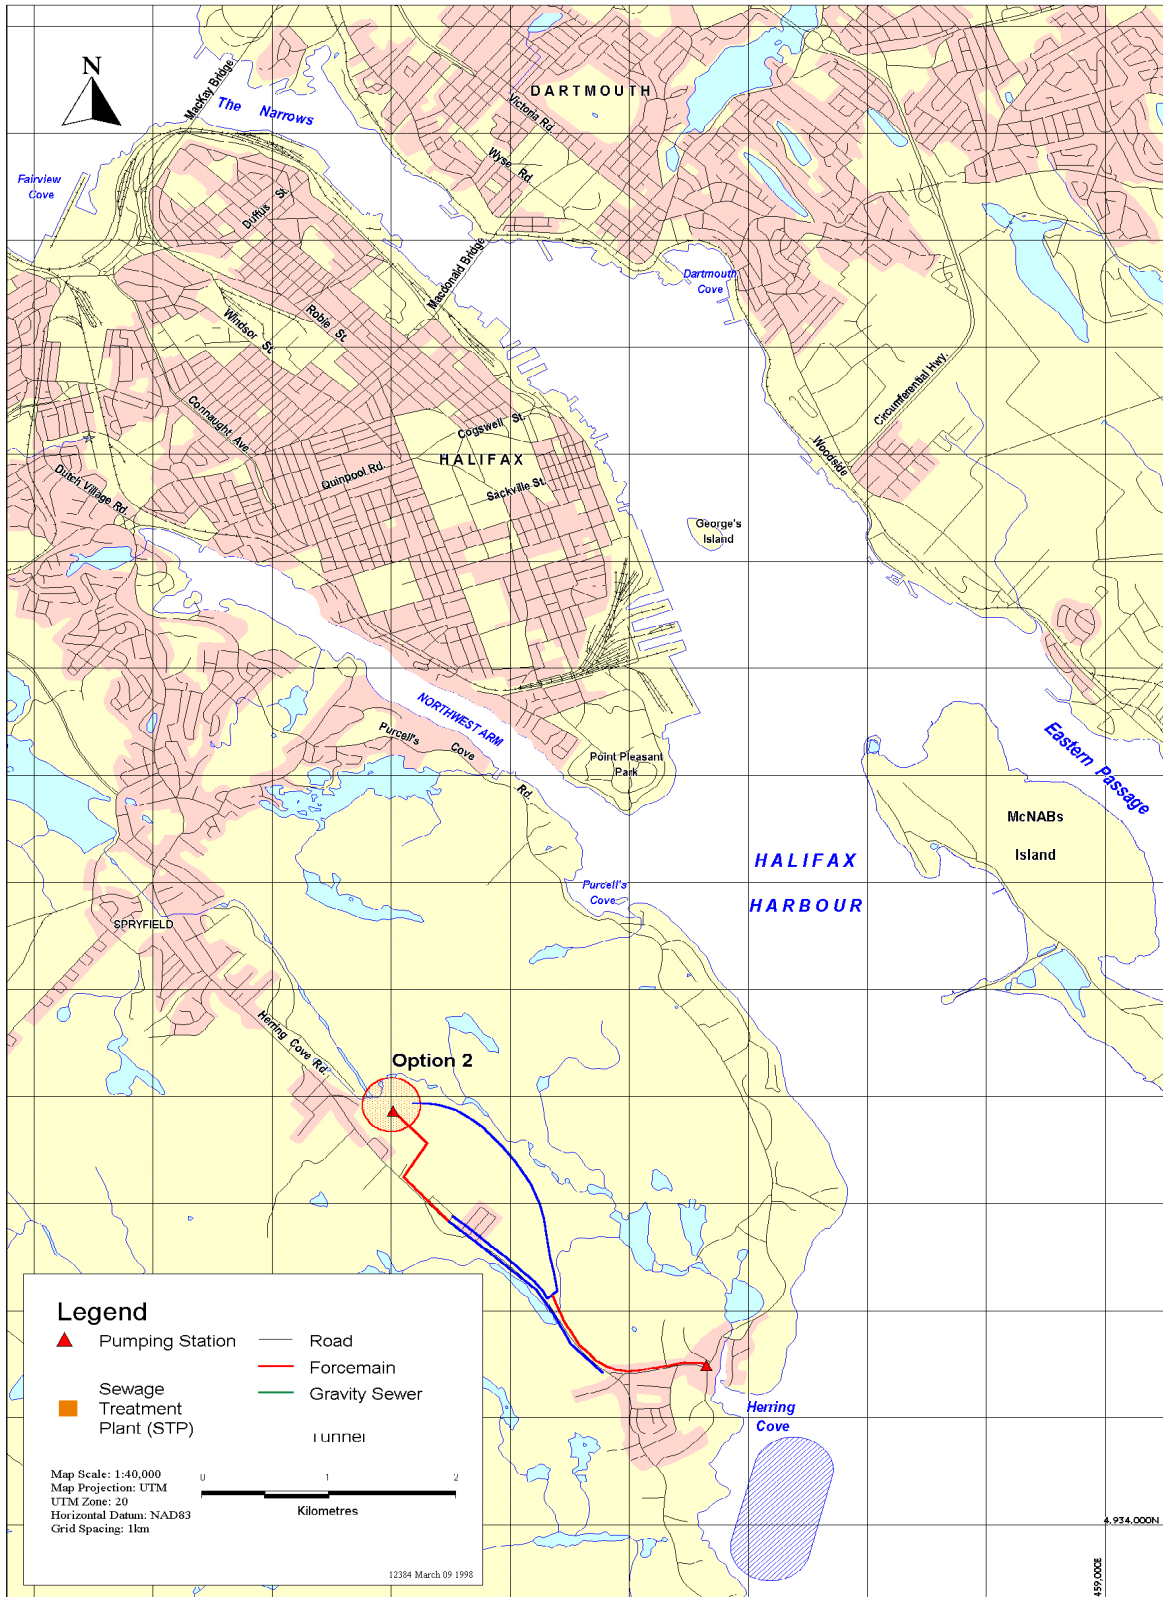 N
MacKay Bridge
The Narrows
DARTMOUTH
Victoria Rd.
Wyse Rd.
Fairview
Cove
Duffus St.
Macdonald Bridge
Dartmouth
Cove
Windsor St
Robie St.
Circumferential Hwy.
Connaught Ave.
Cogswell St.
HALIFAX
Woodside
Quinpool Rd.
Dutch Village Rd.
Sackville St.
George's
Island
NORTHWEST ARM
Purcell's Cove Rd.
Point Pleasant
Park
Eastern Passage
McNABs
Island
HALIFAX
HARBOUR
Purcell's
Cove
SPRYFIELD
Herring Cove Rd.
Option 2
Herring
Cove
Legend
Pumping Station
Sewage
Treatment
Plant (STP)
Road
Forcemain
Gravity Sewer
Tunnel
Map Scale: 1:40,000
Map Projection: UTM
UTM Zone: 20
Horizontal Datum: NAD83
Grid Spacing: 1km
0 1 2
Kilometres
12384 March 09 1998
4,934,000N